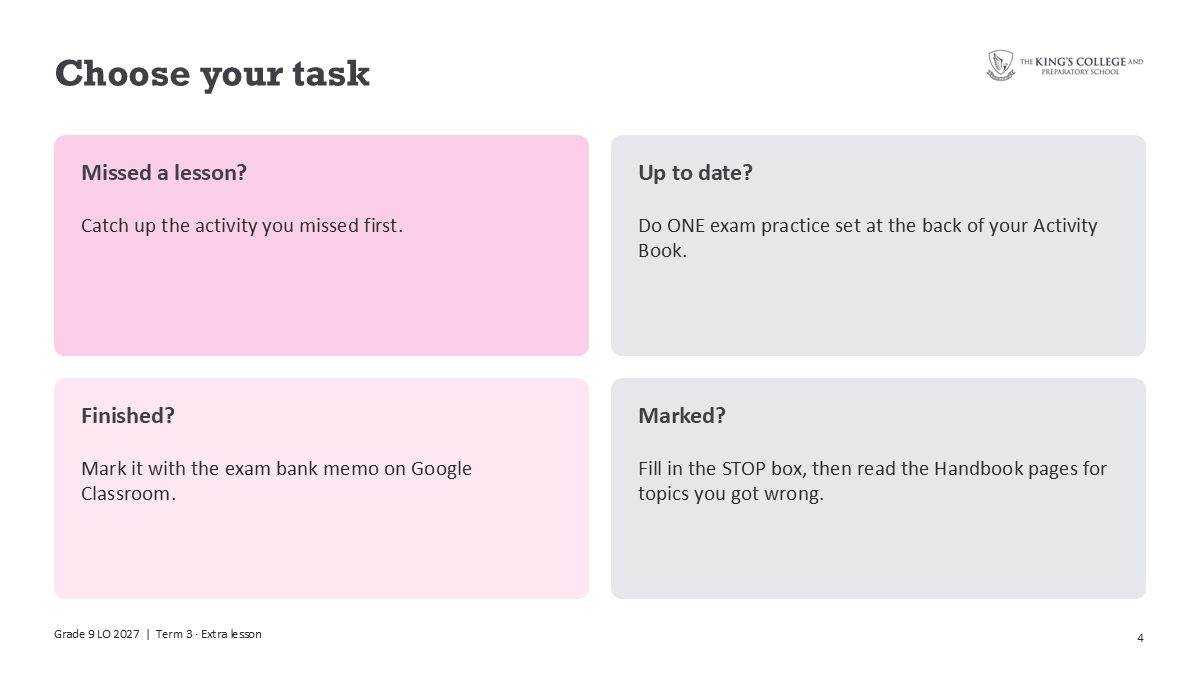 Choose your task
THE KING'S COLLEGE AND
PREPARATORY SCHOOL
Missed a lesson?
Catch up the activity you missed first.
Up to date?
Do ONE exam practice set at the back of your Activity
Book.
Finished?
Mark it with the exam bank memo on Google
Classroom.
Marked?
Fill in the STOP box, then read the Handbook pages for
topics you got wrong.
Grade 9 LO 2027 | Term 3 · Extra lesson
4